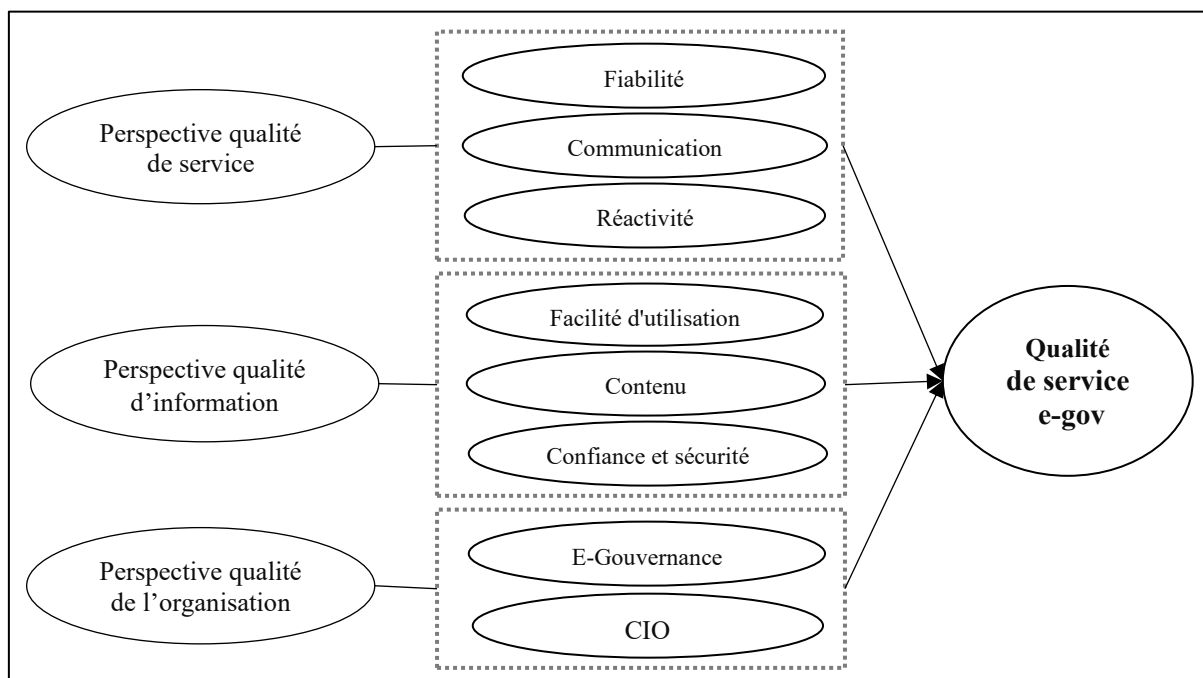 Perspective qualité
de service
Fiabilité
Communication
Réactivité
Perspective qualité
d’information
Facilité d'utilisation
Contenu
Confiance et sécurité
Perspective qualité
de l’organisation
E-Gouvernance
CIO
Qualité
de service
e-gov